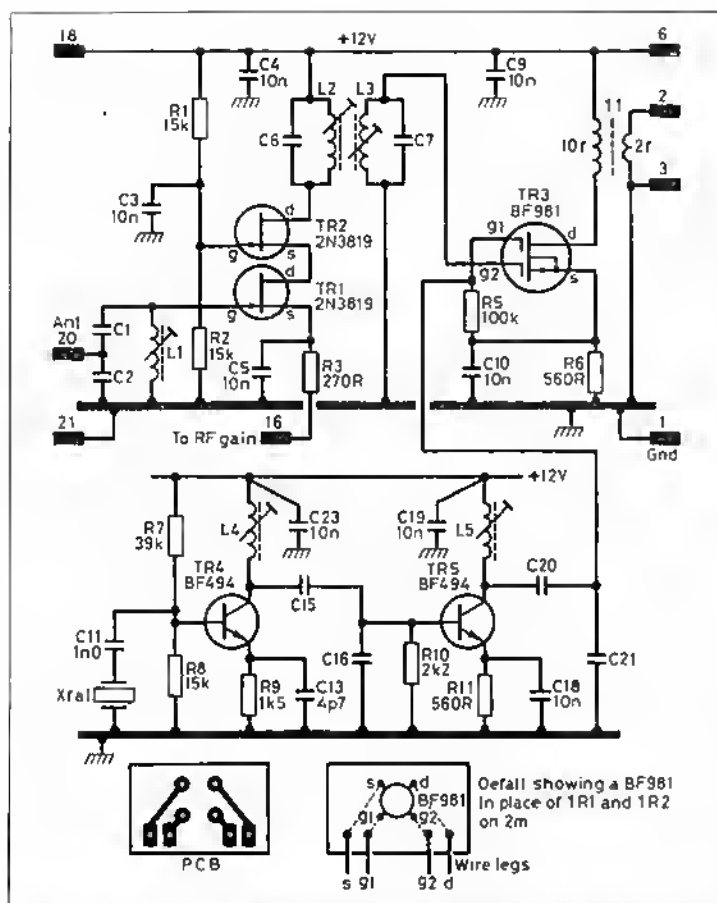 18
+12V
6
C4
10n
C9
10n
L2
L3
R1
15k
C6
C7
11
2
10r
2r
3
TR3
BF981
C3
10n
d
TR2
2N3819
g1
d
g2
s
g
s
d
TR1
2N3819
R5
100k
Ant
20
C1
g
s
L1
R2
15k
C2
C5
10n
R3
270R
C10
10n
R6
560R
21
To RF gain
16
1
Gnd
+12V
R7
39k
L4
C23
10n
C19
10n
L5
TR4
BF494
TR5
BF494
C20
C15
C11
1n0
C16
R10
2k2
C21
R8
15k
Xtal
R9
1k5
C13
4p7
R11
560R
C18
10n
s
d
BF981
g1
g2
Detail showing a BF981
In place of 1R1 and 1R2
on 2m
PCB
Wire legs
s g1 g2 d